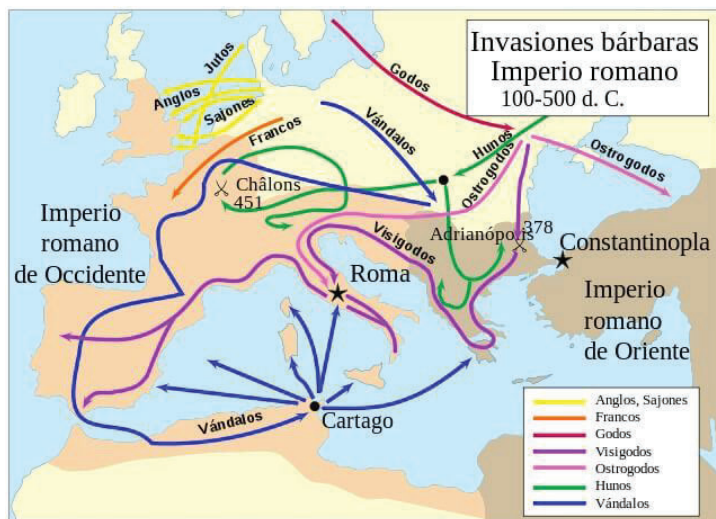 Invasiones bárbaras
Imperio romano
100-500 d. C.
Jutos
Anglos
Sajones
Godos
Francos
Vándalos
Hunos
Ostrogodos
Ostrogodos
Châlons
451
Imperio
romano
de Occidente
Visigodos
Adrianópolis
378
Constantinopla
Roma
Imperio
romano
de Oriente
Vándalos
Cartago
Anglos, Sajones
Francos
Godos
Visigodos
Ostrogodos
Hunos
Vándalos